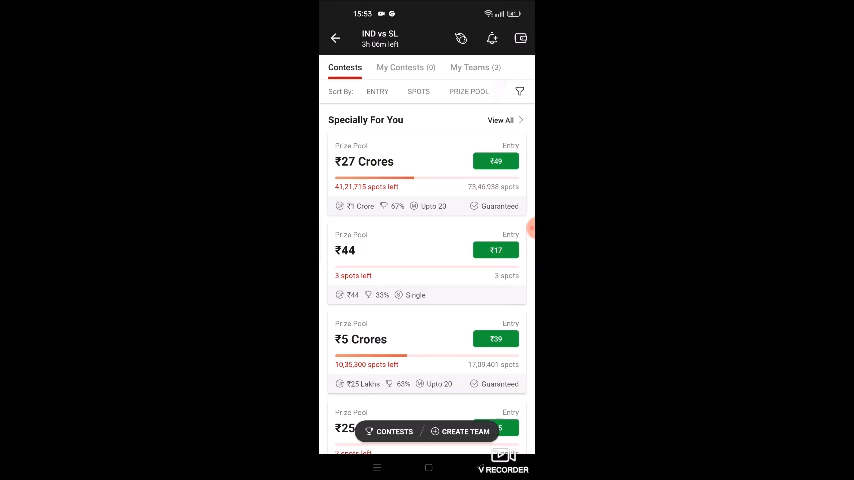 15:53
IND vs SL
3h 06m left
Contests My Contests (0) My Teams (3)
Sort By: ENTRY SPOTS PRIZE POOL
Specially For You View All
Prize Pool Entry
₹27 Crores ₹49
41,21,715 spots left 73,46,938 spots
₹1 Crore 67% Upto 20 Guaranteed
Prize Pool Entry
₹44 ₹17
3 spots left 3 spots
₹44 33% Single
Prize Pool Entry
₹5 Crores ₹39
10,35,300 spots left 17,09,401 spots
₹25 Lakhs 63% Upto 20 Guaranteed
Prize Pool Entry
₹25
CONTESTS CREATE TEAM
V RECORDER